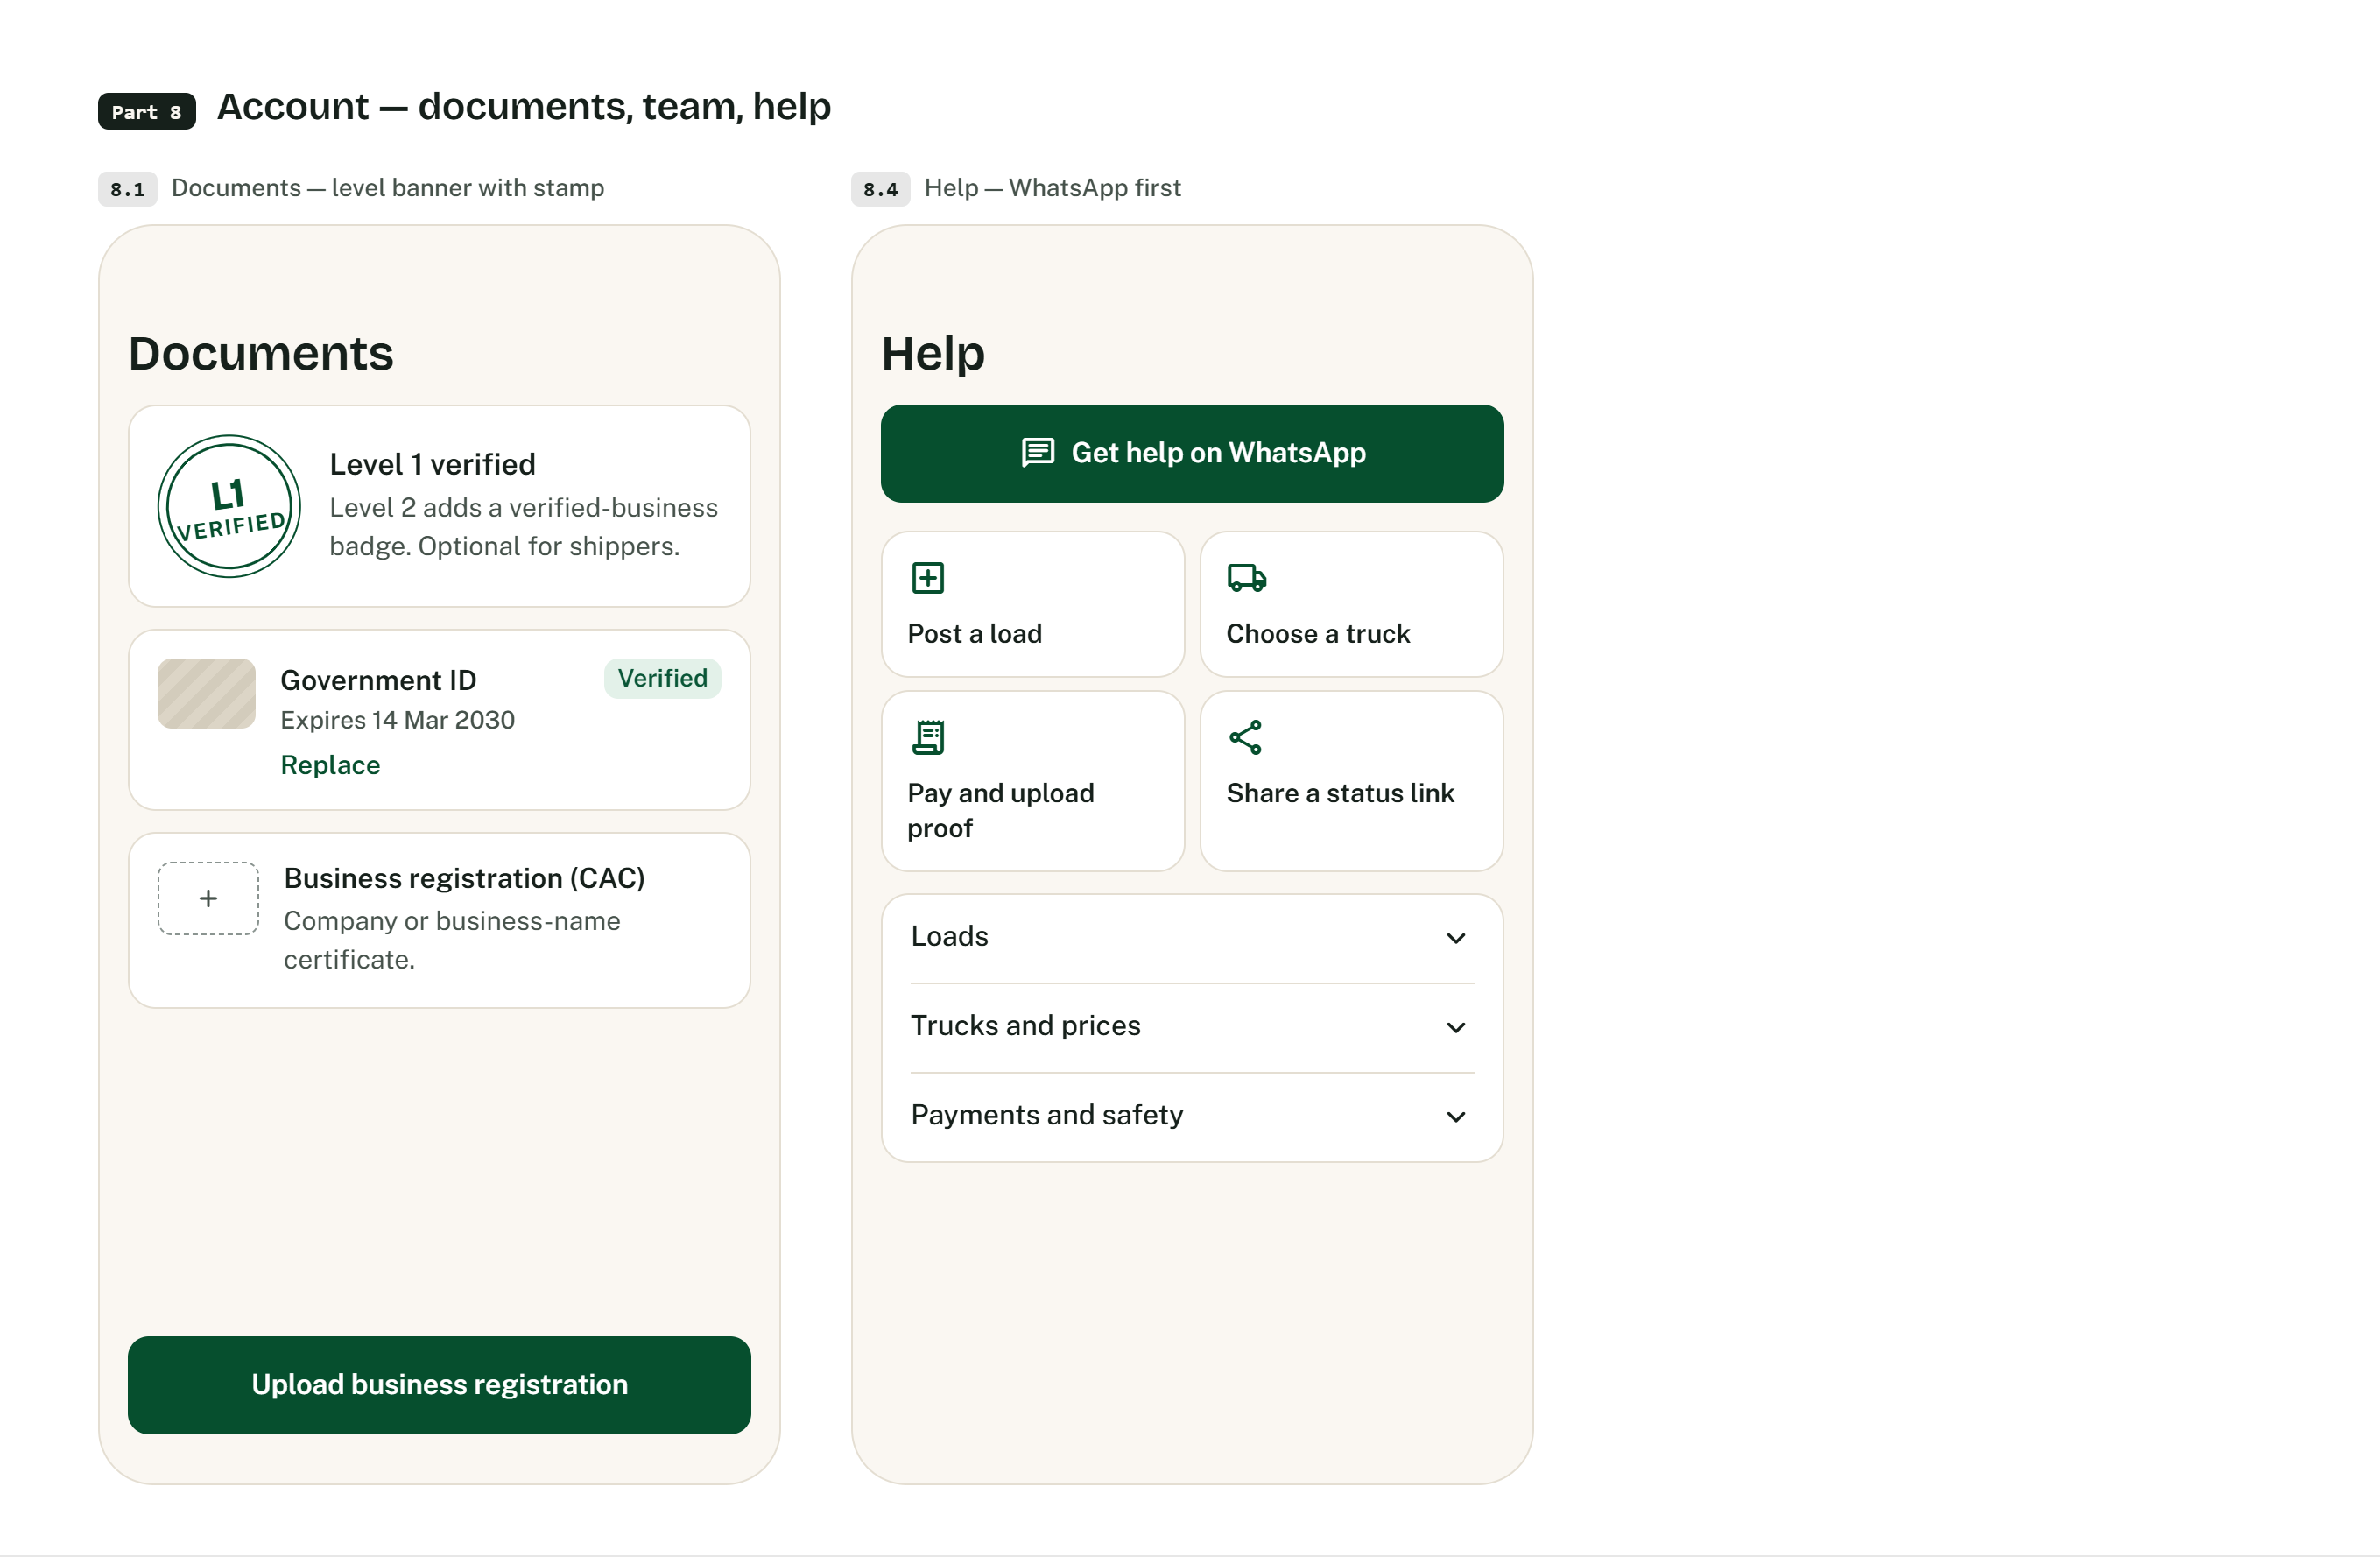 Part 8 Account — documents, team, help
8.1 Documents — level banner with stamp
Documents
L1
VERIFIED
Level 1 verified
Level 2 adds a verified-business
badge. Optional for shippers.
Government ID
Verified
Expires 14 Mar 2030
Replace
+
Business registration (CAC)
Company or business-name
certificate.
Upload business registration
8.4 Help — WhatsApp first
Help
Get help on WhatsApp
Post a load
Choose a truck
Pay and upload
proof
Share a status link
Loads
Trucks and prices
Payments and safety